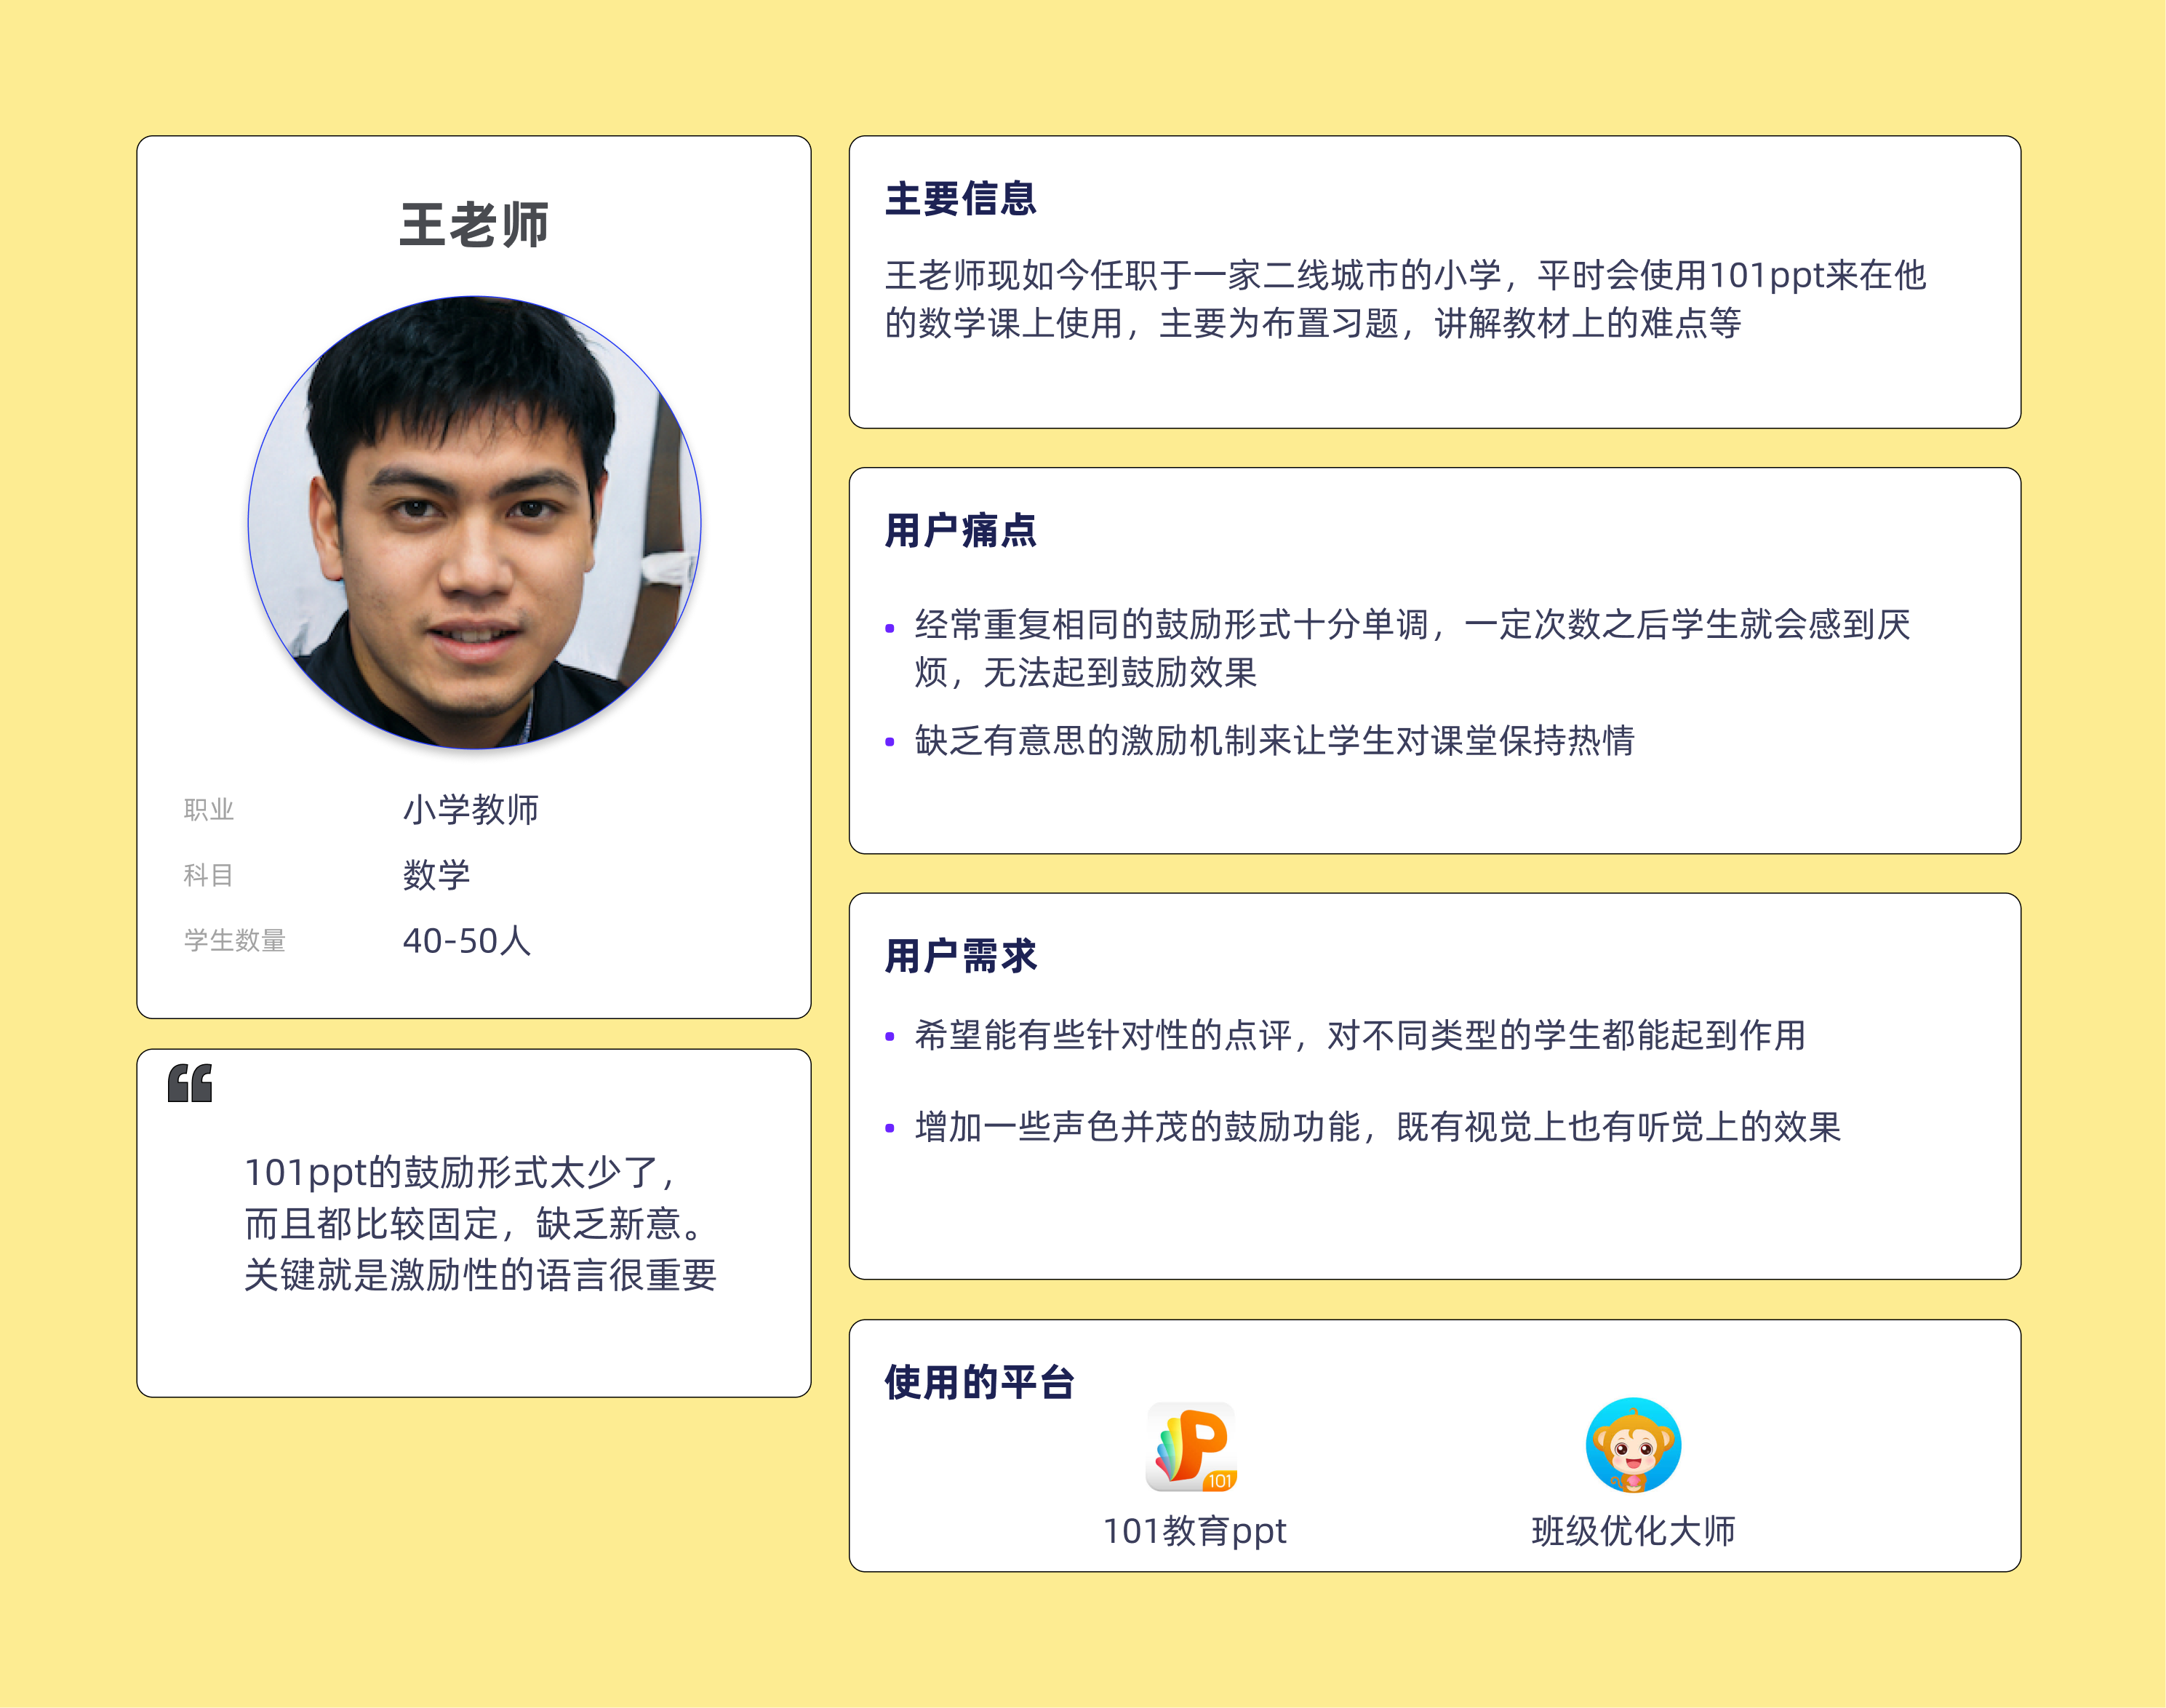 王老师
职业 小学教师
科目 数学
学生数量 40-50人
101ppt的鼓励形式太少了，
而且都比较固定，缺乏新意。
关键就是激励性的语言很重要
主要信息
王老师现如今任职于一家二线城市的小学，平时会使用101ppt来在他
的数学课上使用，主要为布置习题，讲解教材上的难点等
用户痛点
经常重复相同的鼓励形式十分单调，一定次数之后学生就会感到厌
烦，无法起到鼓励效果
缺乏有意思的激励机制来让学生对课堂保持热情
用户需求
希望能有些针对性的点评，对不同类型的学生都能起到作用
增加一些声色并茂的鼓励功能，既有视觉上也有听觉上的效果
使用的平台
P
101
101教育ppt
班级优化大师